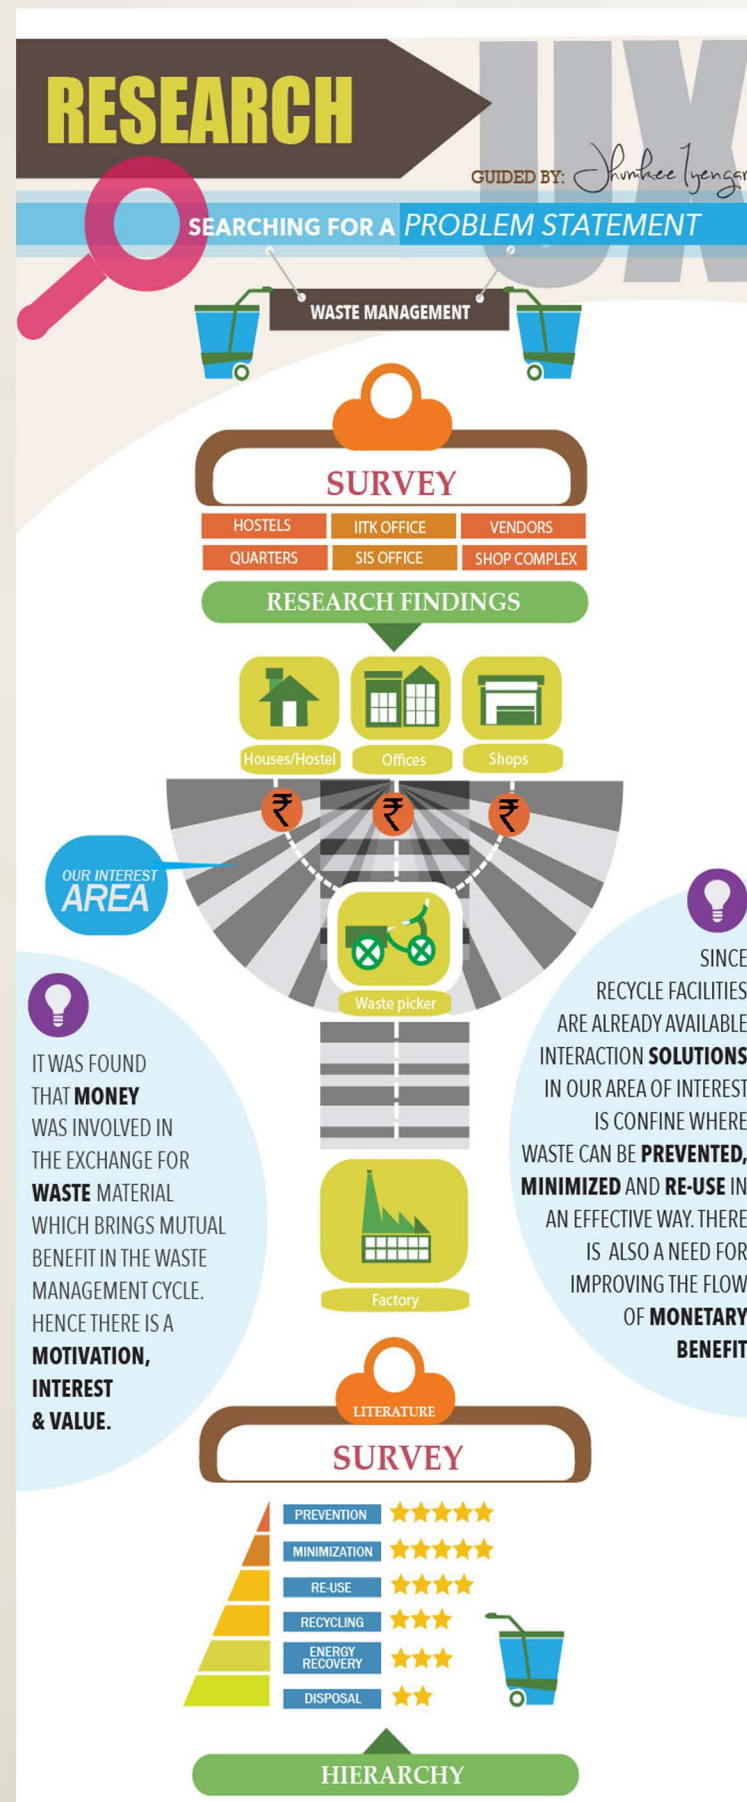 RESEARCH
UX
GUIDED BY: Jhumkee Iyengar
SEARCHING FOR A PROBLEM STATEMENT
WASTE MANAGEMENT
SURVEY
HOSTELS IITK OFFICE VENDORS
QUARTERS SIS OFFICE SHOP COMPLEX
RESEARCH FINDINGS
Houses/Hostel Offices Shops
₹ ₹ ₹
OUR INTEREST
AREA
Waste picker
IT WAS FOUND
THAT MONEY
WAS INVOLVED IN
THE EXCHANGE FOR
WASTE MATERIAL
WHICH BRINGS MUTUAL
BENEFIT IN THE WASTE
MANAGEMENT CYCLE.
HENCE THERE IS A
MOTIVATION,
INTEREST
& VALUE.
SINCE
RECYCLE FACILITIES
ARE ALREADY AVAILABLE
INTERACTION SOLUTIONS
IN OUR AREA OF INTEREST
IS CONFINE WHERE
WASTE CAN BE PREVENTED,
MINIMIZED AND RE-USE IN
AN EFFECTIVE WAY. THERE
IS ALSO A NEED FOR
IMPROVING THE FLOW
OF MONETARY
BENEFIT
Factory
LITERATURE
SURVEY
PREVENTION
MINIMIZATION
RE-USE
RECYCLING
ENERGY
RECOVERY
DISPOSAL
HIERARCHY